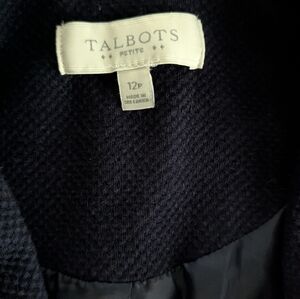 TALBOTS
PETITE
12P
MADE IN
SRI LANKA